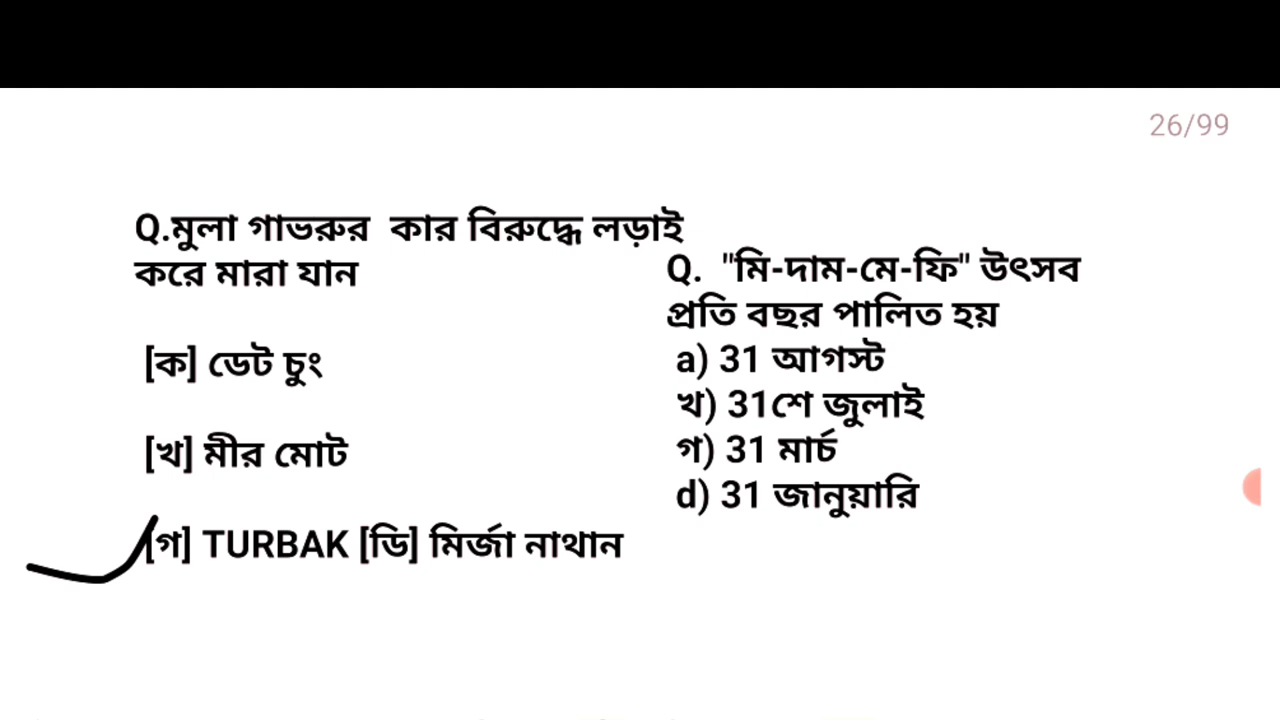 26/99
Q.মুলা গাভরুর কার বিরুদ্ধে লড়াই
করে মারা যান
[ক] ডেট চুং
[খ] মীর মোট
[গ] TURBAK [ডি] মির্জা নাথান
Q. "মি-দাম-মে-ফি" উৎসব
প্রতি বছর পালিত হয়
a) 31 আগস্ট
খ) 31শে জুলাই
গ) 31 মার্চ
d) 31 জানুয়ারি